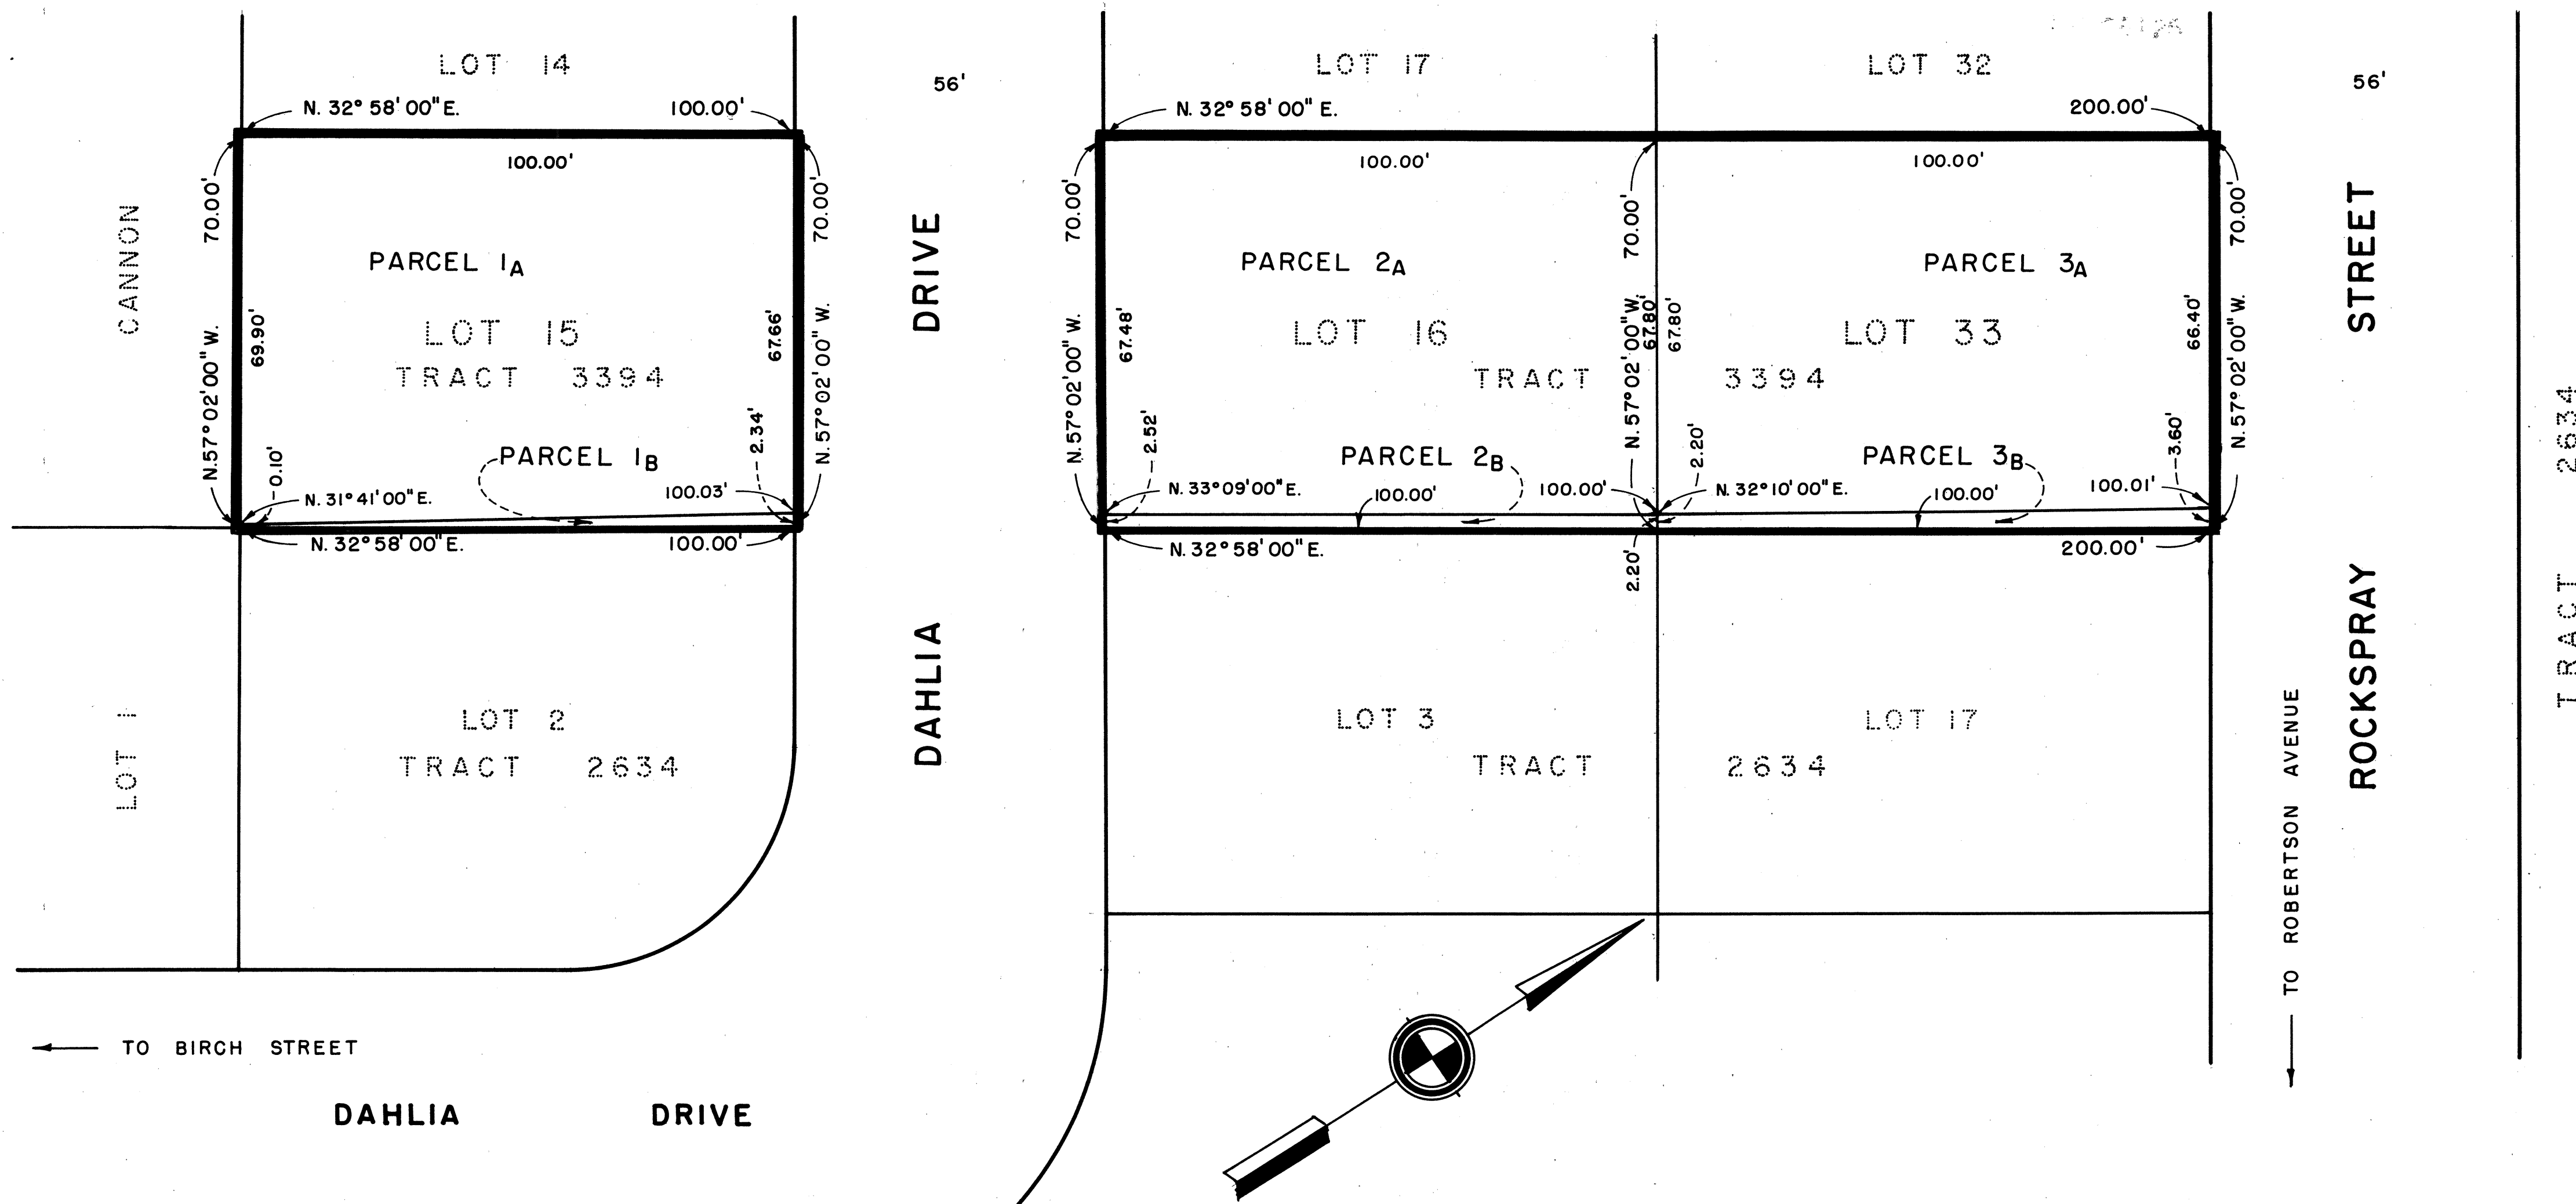 LOT 14
56'
LOT 17
LOT 32
56'
N. 32° 58' 00" E.
100.00'
N. 32° 58' 00" E.
200.00'
100.00'
100.00'
100.00'
70.00'
70.00'
70.00'
70.00'
70.00'
CANNON
DRIVE
STREET
PARCEL 1A
PARCEL 2A
PARCEL 3A
LOT 15
LOT 16
LOT 33
TRACT 3394
TRACT 3394
69.90'
67.66'
67.48'
67.80'
67.80'
66.40'
N. 57° 02' 00" W.
N. 57° 02' 00" W.
N. 57° 02' 00" W.
N. 57° 02' 00" W.
N. 57° 02' 00" W.
PARCEL 1B
PARCEL 2B
PARCEL 3B
0.10'
2.34'
2.52'
2.20'
3.60'
N. 31° 41' 00" E.
100.03'
N. 33° 09' 00" E.
100.00'
100.00'
N. 32° 10' 00" E.
100.00'
100.01'
N. 32° 58' 00" E.
100.00'
N. 32° 58' 00" E.
2.20'
200.00'
LOT 1
LOT 2
TRACT 2634
DAHLIA
LOT 3
LOT 17
TRACT 2634
ROCKSPRAY
TO ROBERTSON AVENUE
TRACT 2634
TO BIRCH STREET
DAHLIA DRIVE